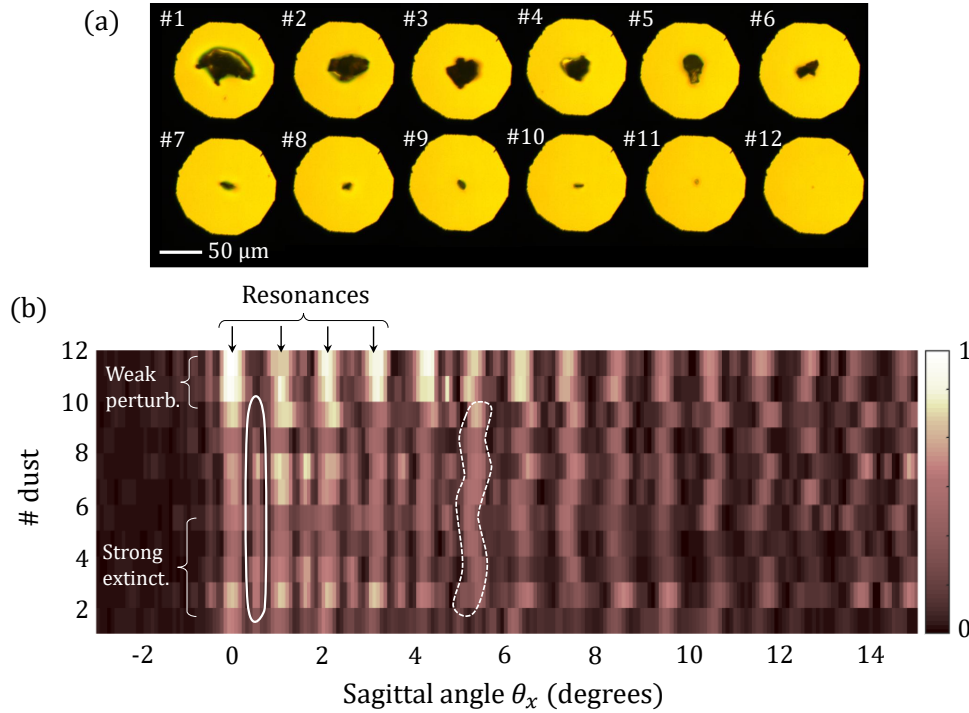 (a)
#1 #2 #3 #4 #5 #6
#7 #8 #9 #10 #11 #12
50 μm
(b)
Resonances
Weak
perturb.
Strong
extinct.
# dust
12
10
8
6
4
2
-2 0 2 4 6 8 10 12 14
Sagittal angle θₓ (degrees)
1
0